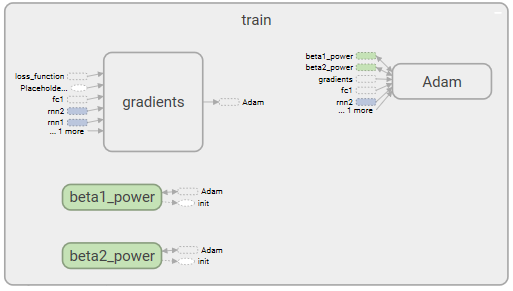 train
loss_function
Placeholde...
fc1
rnn2
rnn1
... 1 more
gradients
Adam
beta1_power
beta2_power
gradients
fc1
rnn2
... 1 more
Adam
beta1_power
Adam
init
beta2_power
Adam
init